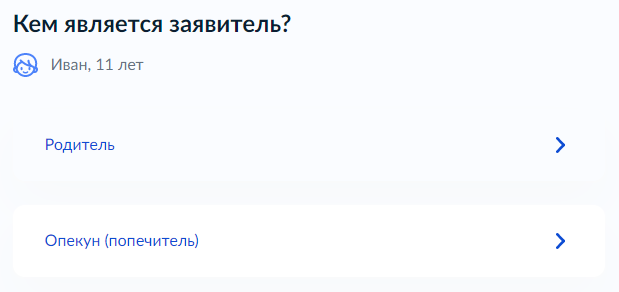 Кем является заявитель?
Иван, 11 лет
Родитель
Опекун (попечитель)